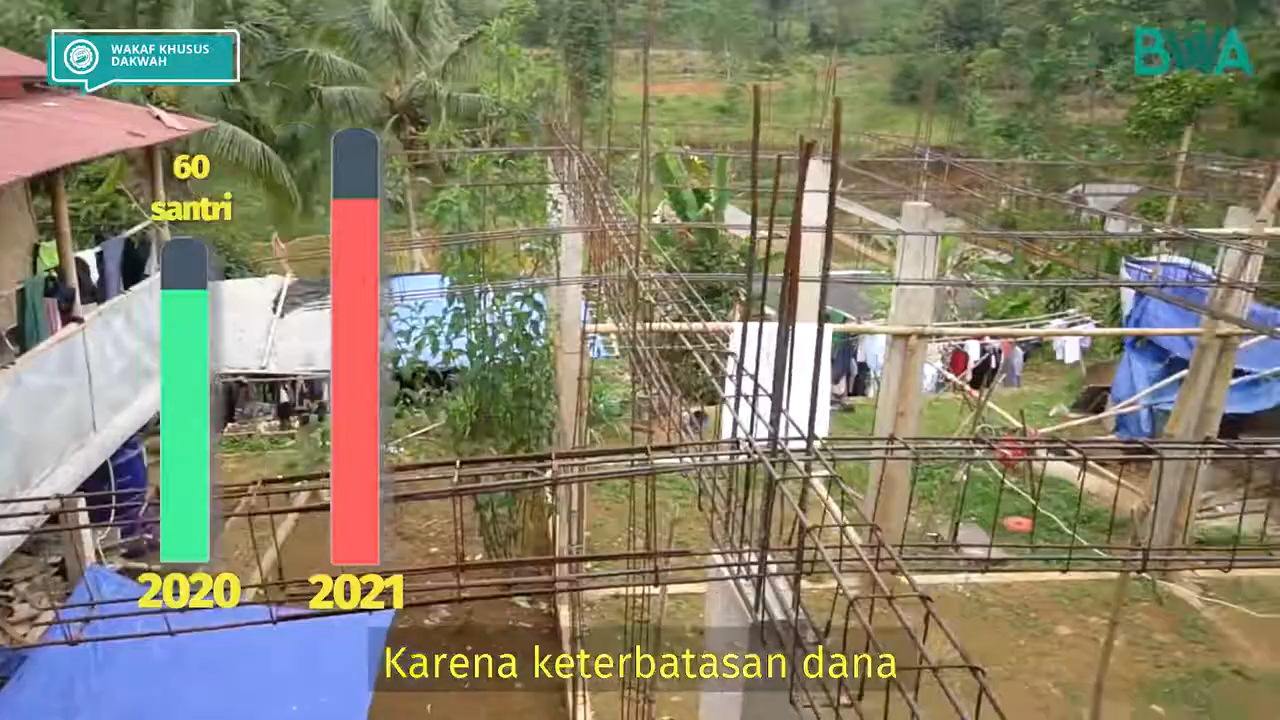 WAKAF KHUSUS
DAKWAH
BWA
60
santri
2020
2021
Karena keterbatasan dana